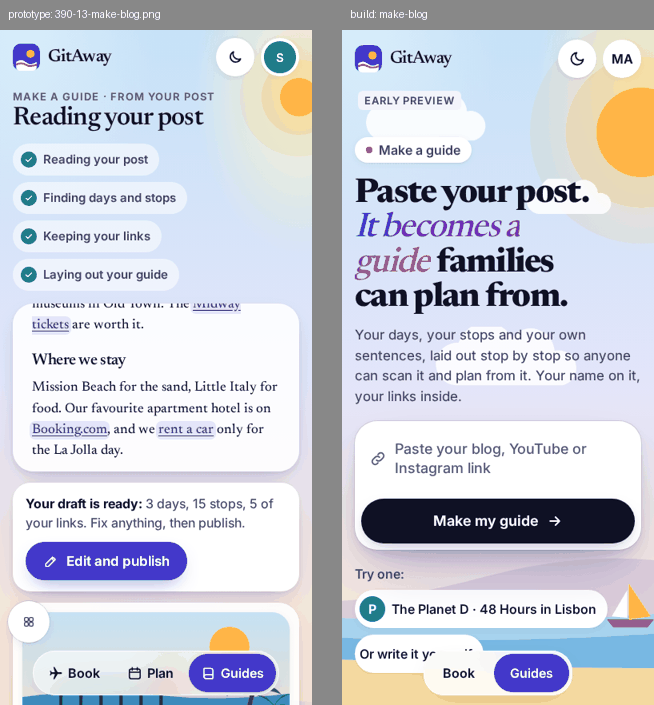 prototype: 390-13-make-blog.png
GitAway
S
MAKE A GUIDE · FROM YOUR POST
Reading your post
Reading your post
Finding days and stops
Keeping your links
Laying out your guide
museums in Old Town. The Midway
tickets are worth it.
Where we stay
Mission Beach for the sand, Little Italy for
food. Our favourite apartment hotel is on
Booking.com, and we rent a car only for
the La Jolla day.
Your draft is ready: 3 days, 15 stops, 5 of
your links. Fix anything, then publish.
Edit and publish
Book
Plan
Guides
build: make-blog
GitAway
MA
EARLY PREVIEW
Make a guide
Paste your post.
It becomes a
guide families
can plan from.
Your days, your stops and your own
sentences, laid out stop by stop so anyone
can scan it and plan from it. Your name on it,
your links inside.
Paste your blog, YouTube or
Instagram link
Make my guide
Try one:
P
The Planet D · 48 Hours in Lisbon
Or write it
Book
Guides